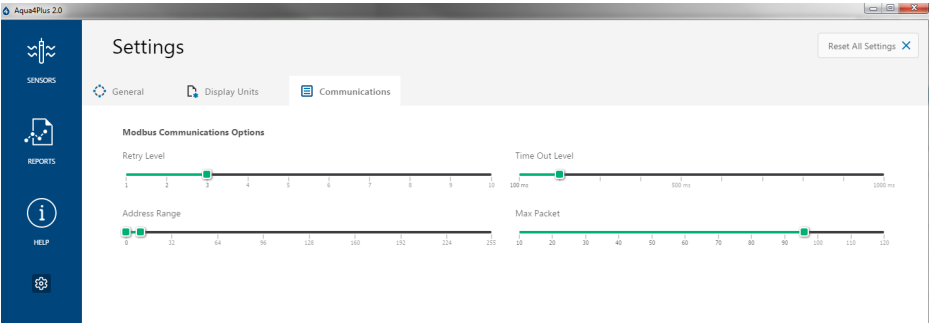 Aqua4Plus 2.0
Settings
Reset All Settings
SENSORS
General
Display Units
Communications
Modbus Communications Options
Retry Level
1 2 3 4 5 6 7 8 9 10
Time Out Level
100 ms 500 ms 1000 ms
REPORTS
Address Range
0 32 64 96 128 160 192 224 255
Max Packet
10 20 30 40 50 60 70 80 90 100 110 120
HELP